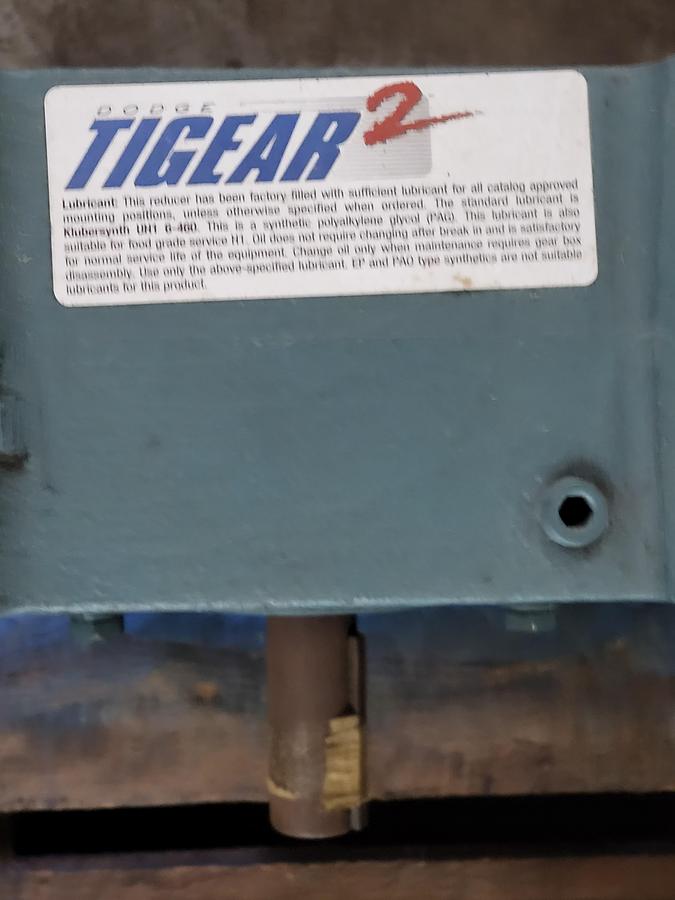 DODGE
TIGEAR 2
Lubricant: This reducer has been factory filled with sufficient lubricant for all catalog approved
mounting positions, unless otherwise specified when ordered. The standard lubricant is
Klubersynth UH1 6-460. This is a synthetic polyalkylene glycol (PAG). This lubricant is also
suitable for food grade service H1. Oil does not require changing after break in and is satisfactory
for normal service life of the equipment. Change oil only when maintenance requires gear box
disassembly. Use only the above-specified lubricant. EP and PAO type synthetics are not suitable
lubricants for this product.